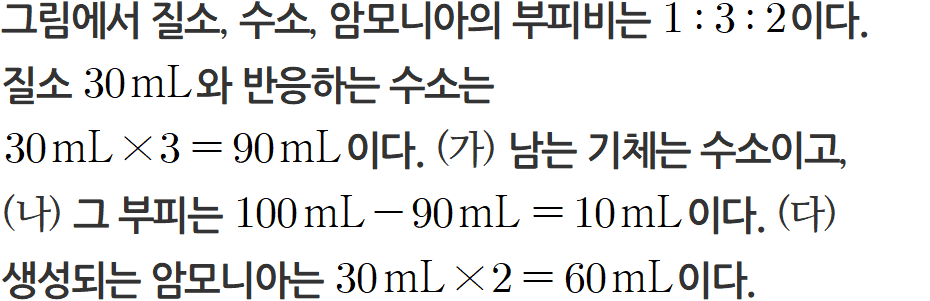 그림에서 질소, 수소, 암모니아의 부피비는 1 : 3 : 2이다.
질소 30 mL와 반응하는 수소는
30 mL × 3 = 90 mL이다. (가) 남는 기체는 수소이고,
(나) 그 부피는 100 mL − 90 mL = 10 mL이다. (다)
생성되는 암모니아는 30 mL × 2 = 60 mL이다.